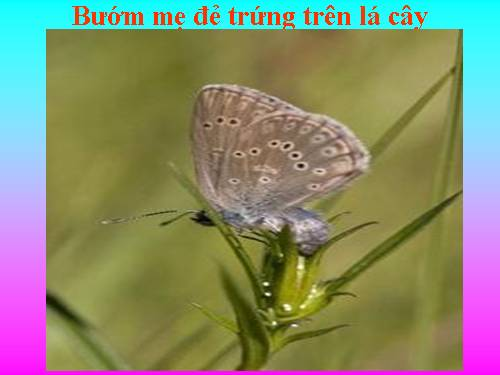 Bướm mẹ đẻ trứng trên lá cây